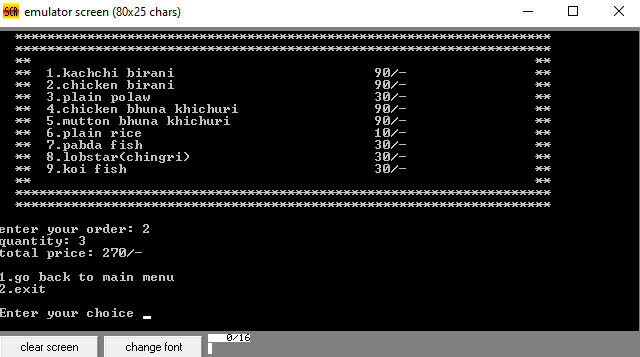 SCR emulator screen (80x25 chars)
*******************************************************************
*******************************************************************
** **
** 1.kachchi birani 90/- **
** 2.chicken birani 90/- **
** 3.plain polaw 30/- **
** 4.chicken bhuna khichuri 90/- **
** 5.mutton bhuna khichuri 90/- **
** 6.plain rice 10/- **
** 7.pabda fish 30/- **
** 8.lobstar(chingri) 30/- **
** 9.koi fish 30/- **
** **
*******************************************************************
*******************************************************************
enter your order: 2
quantity: 3
total price: 270/-
1.go back to main menu
2.exit
Enter your choice _
clear screen change font 0/16